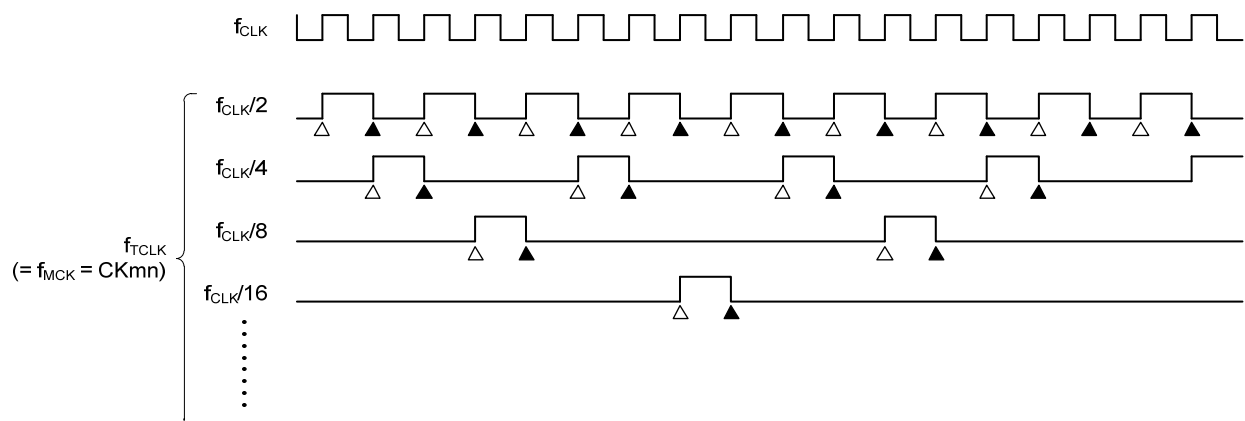 fCLK
fCLK/2
fCLK/4
fCLK/8
fTCLK
(= fMCK = CKmn)
fCLK/16